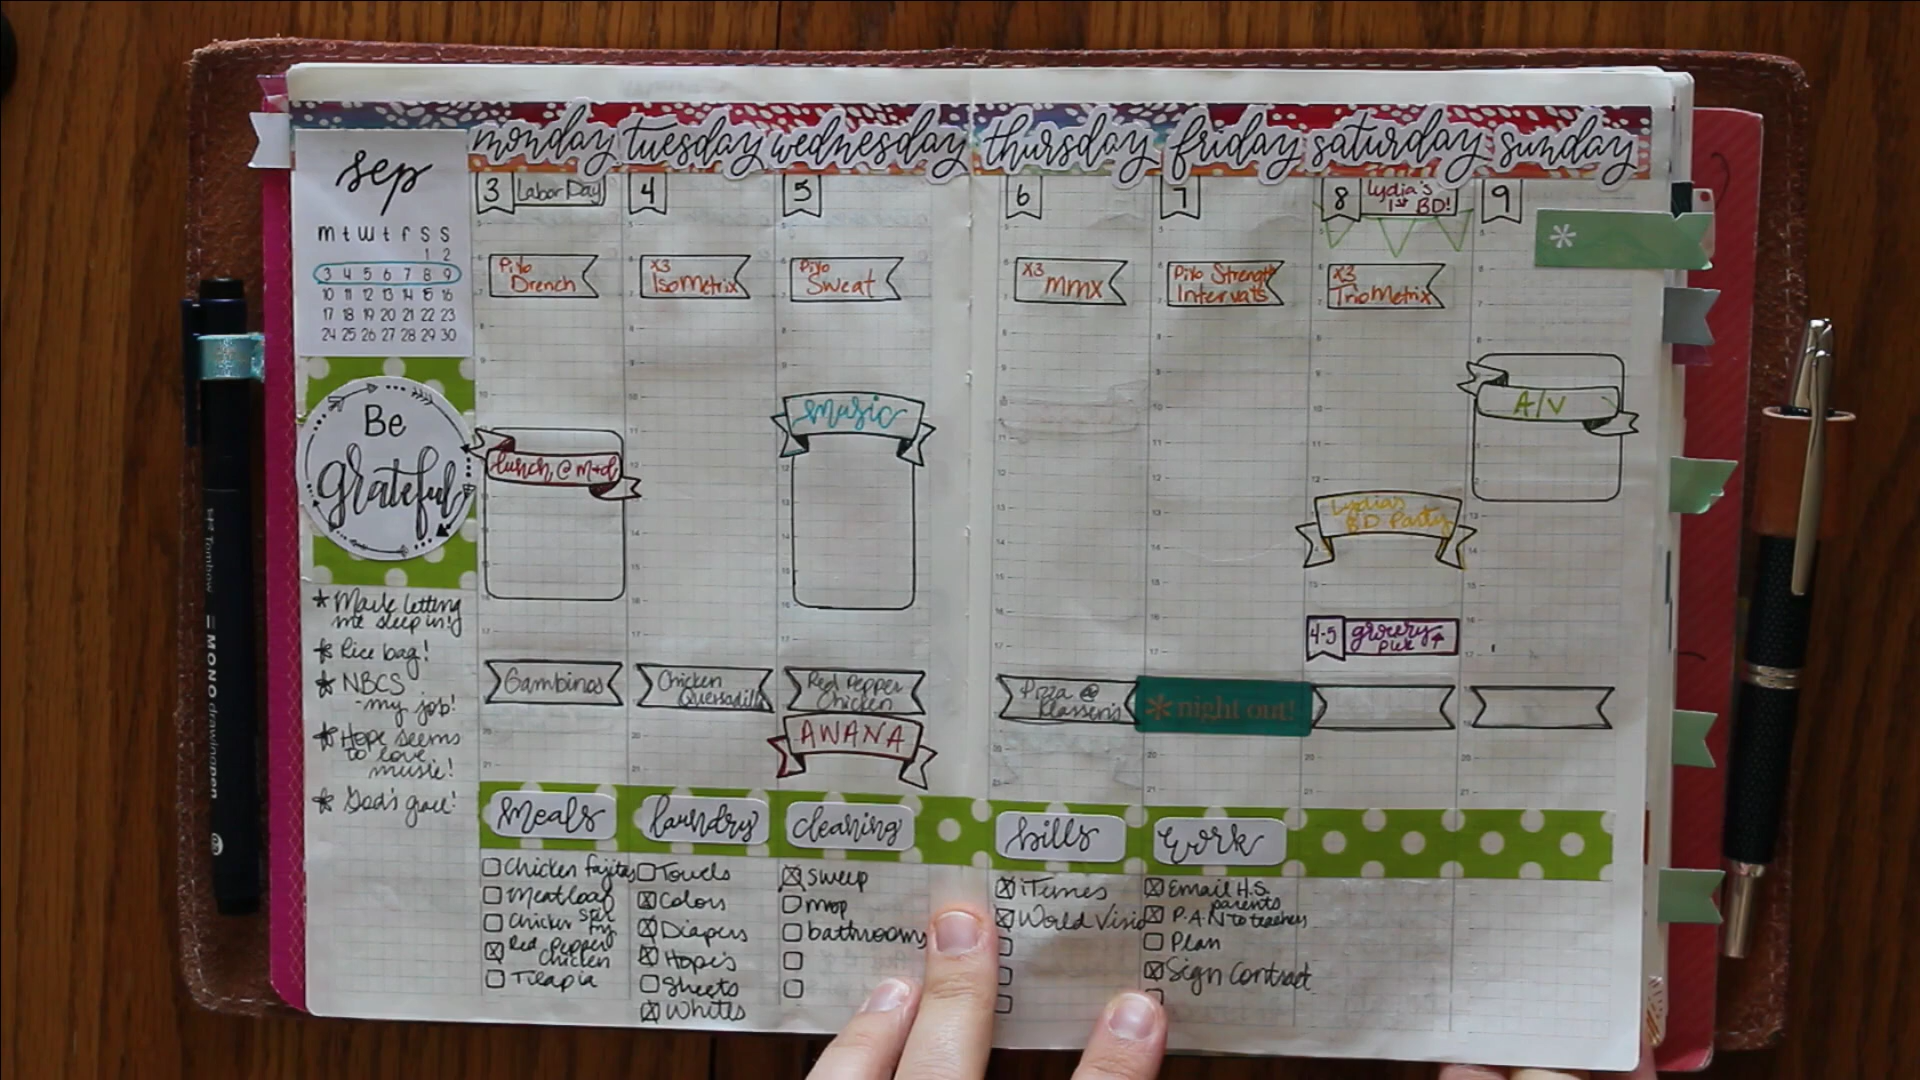 monday tuesday wednesday thursday friday saturday sunday
sep
m t w t f s s
1 2
3 4 5 6 7 8 9
10 11 12 13 14 15 16
17 18 19 20 21 22 23
24 25 26 27 28 29 30
Be
grateful
* Mark letting
me sleep in!
* Rice bag!
* NBCS
- my job!
* Hope seems
to love
music!
* God's grace!
3 Labor Day
PiYo
Drench
lunch @ m+d
Gambinos
4
X3
IsoMetrix
Chicken
Quesadilla
5
PiYo
Sweat
music
Red Pepper
Chicken
AWANA
6
X3
MMX
Pizza @
Klassen's
7
PiYo Strength
Intervals
* night out!
8 Lydia's
1st BD!
X3
TrioMetrix
Lydia's
BD Party
4-5 grocery
pick ↑
9
*
A/V
meals
Chicken Fajitas
Meatloaf
Chicken Stir
Fry
Red Pepper
Chicken
Tilapia
laundry
Towels
Colors
Diapers
Hope's
Sheets
Whites
cleaning
sweep
mop
bathrooms
bills
iTunes
World Visio
work
Email H.S.
parents
P.A.N to teachers
Plan
Sign Contract
Tombow
MONO drawing pen